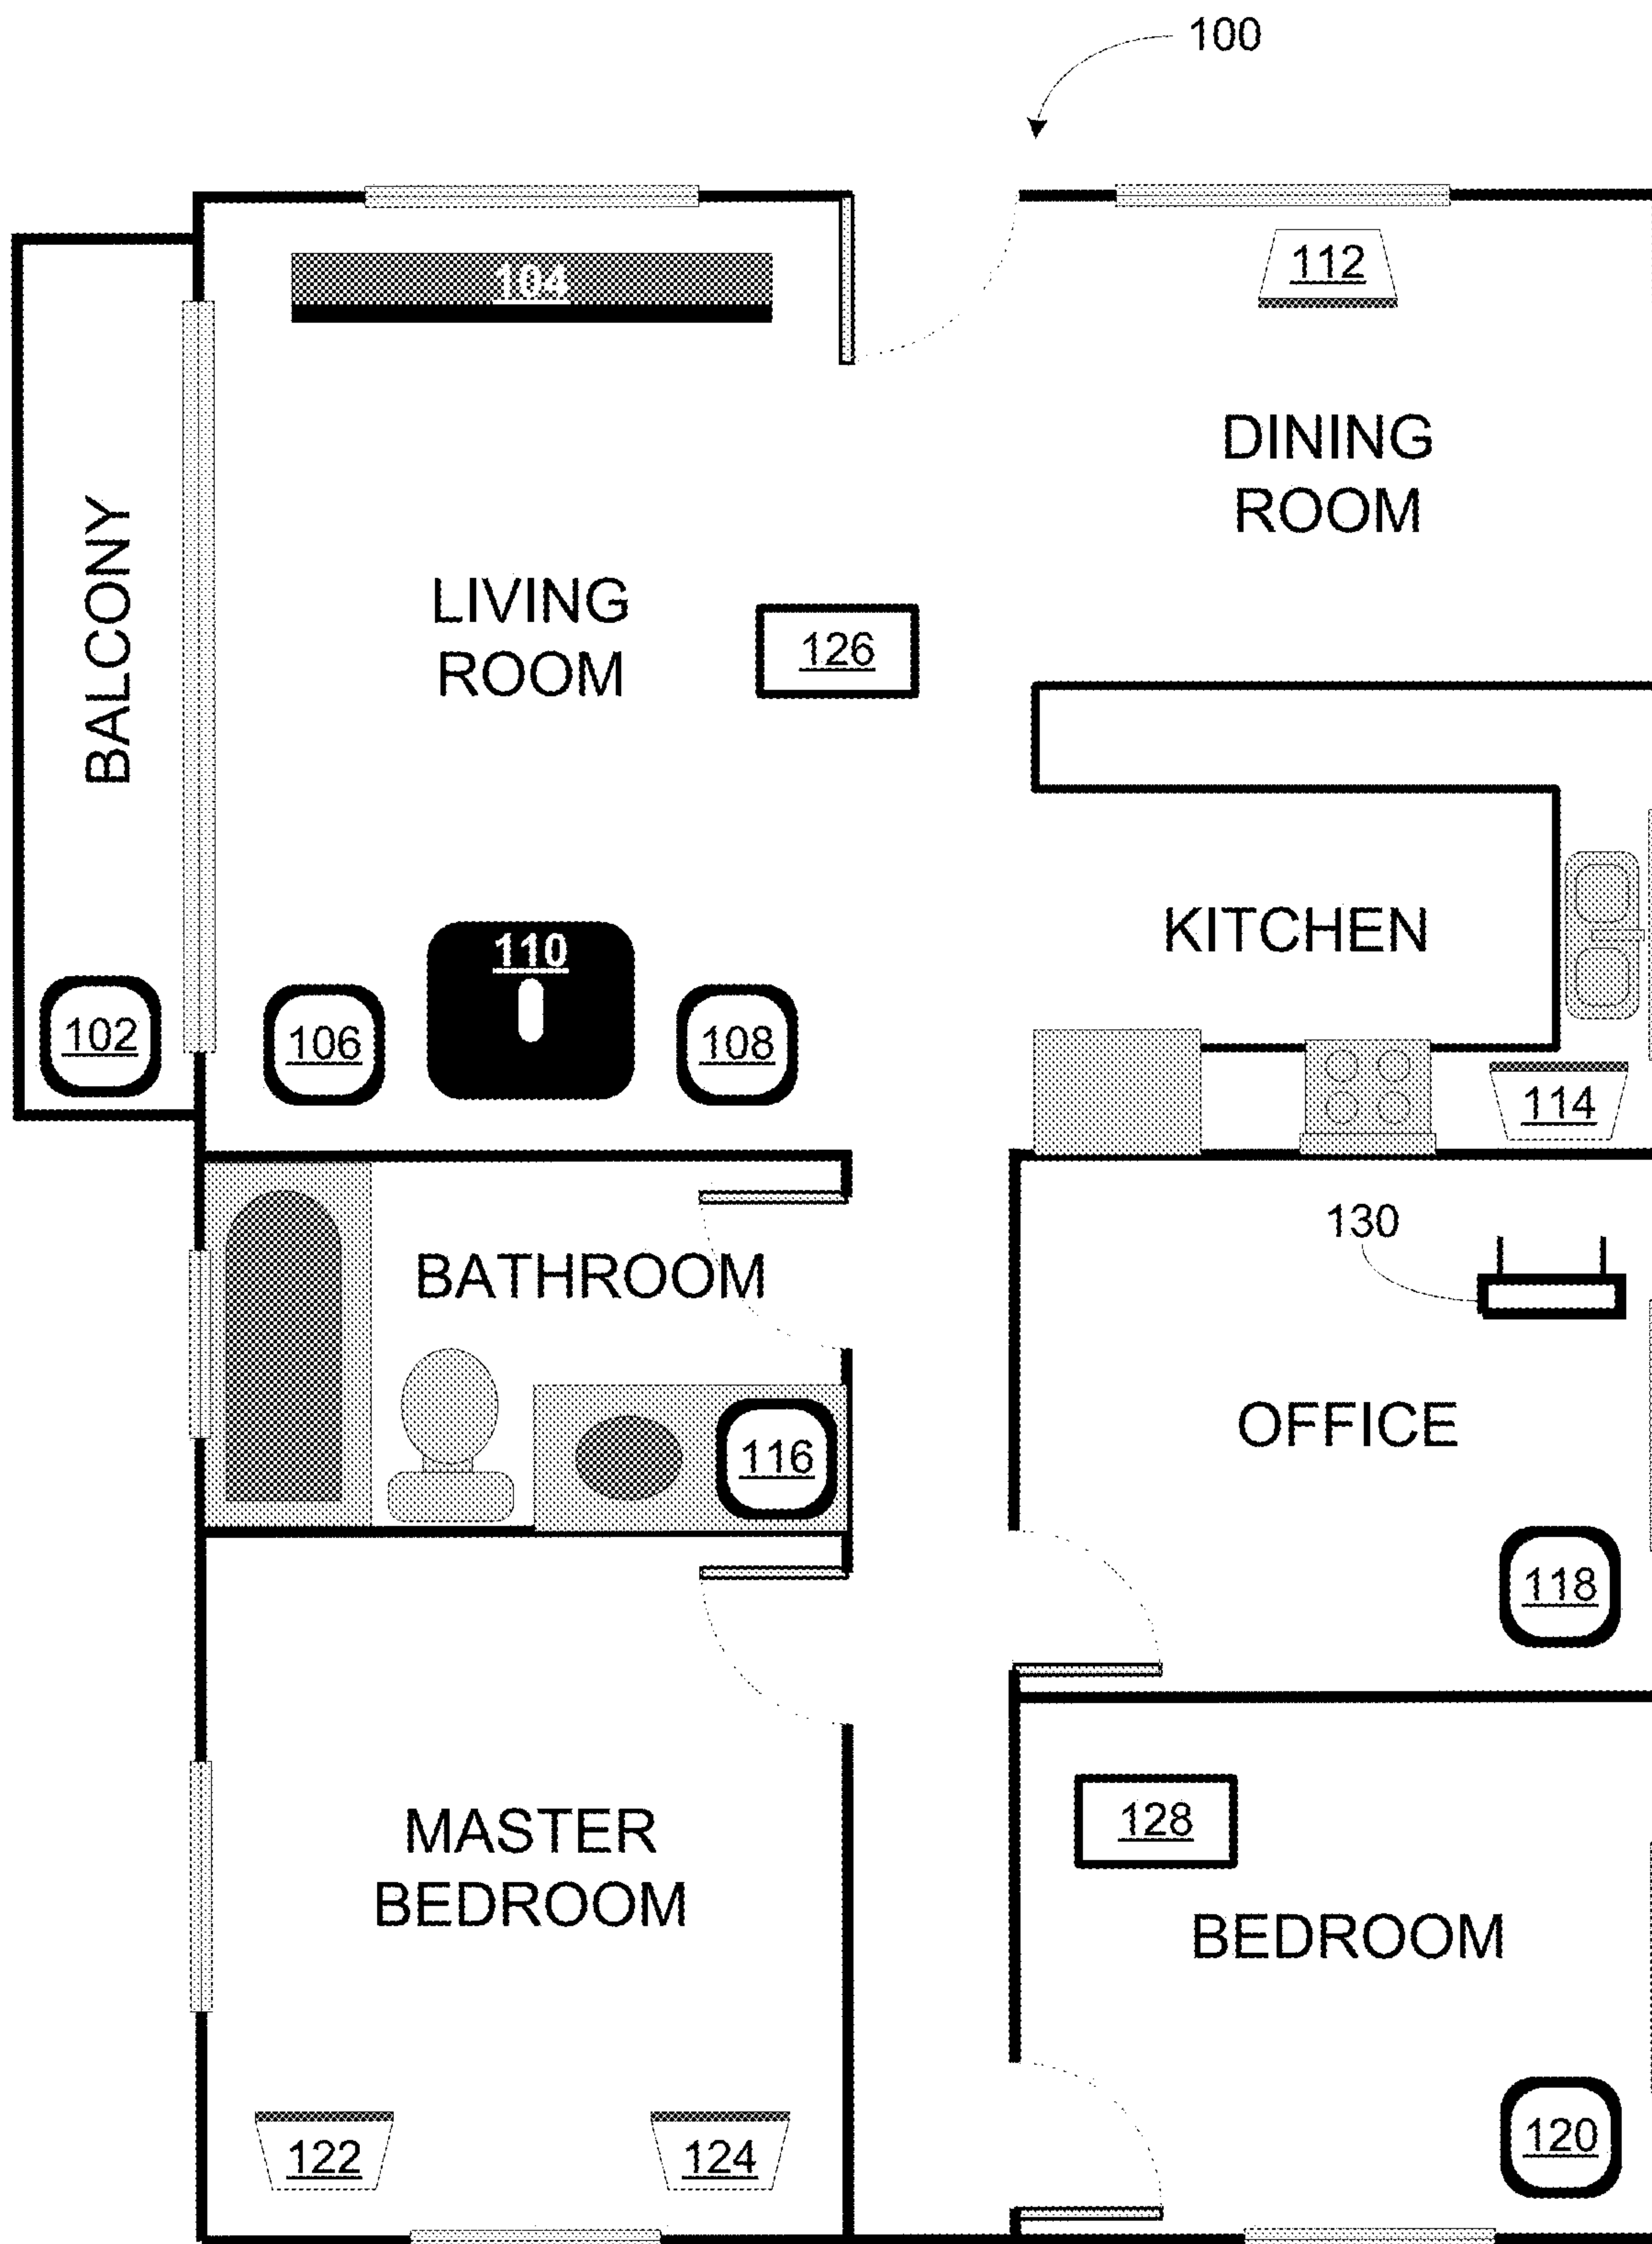 100
104
112
DINING
ROOM
BALCONY
LIVING
ROOM
126
KITCHEN
110
102
106
108
114
130
BATHROOM
OFFICE
116
118
128
MASTER
BEDROOM
BEDROOM
122
124
120